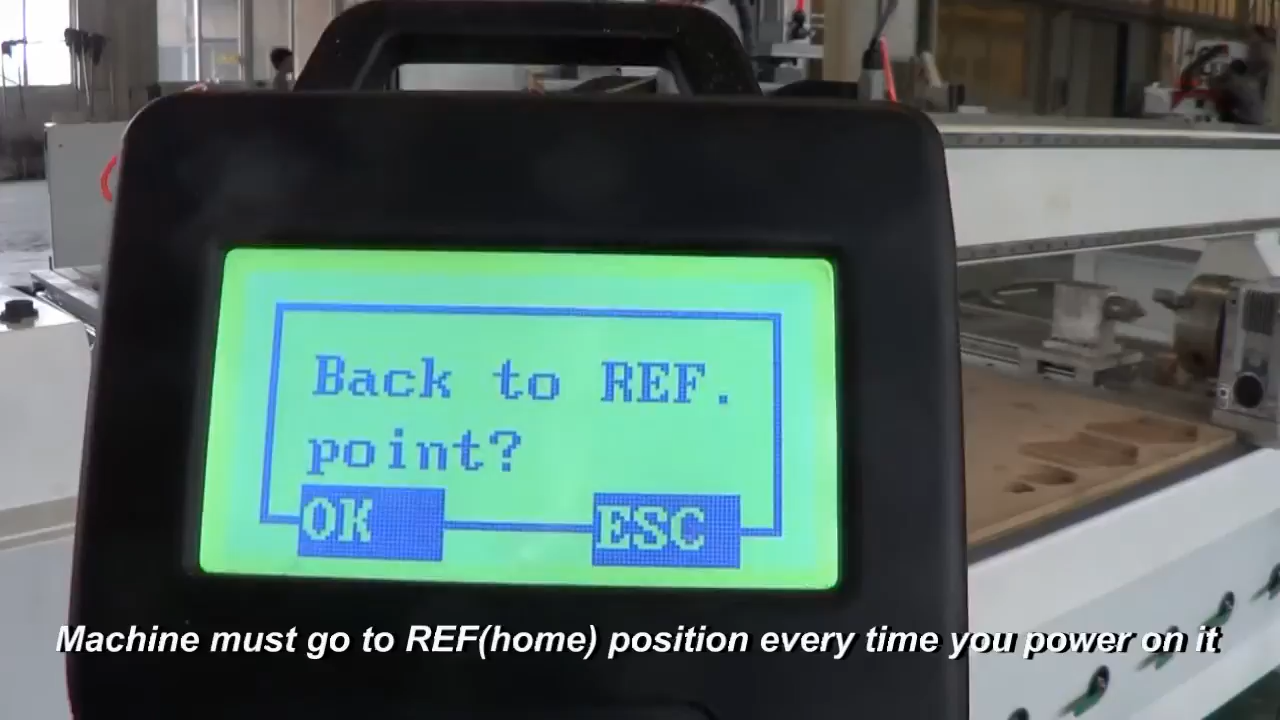 Back to REF.
point?
OK ESC
Machine must go to REF(home) position every time you power on it